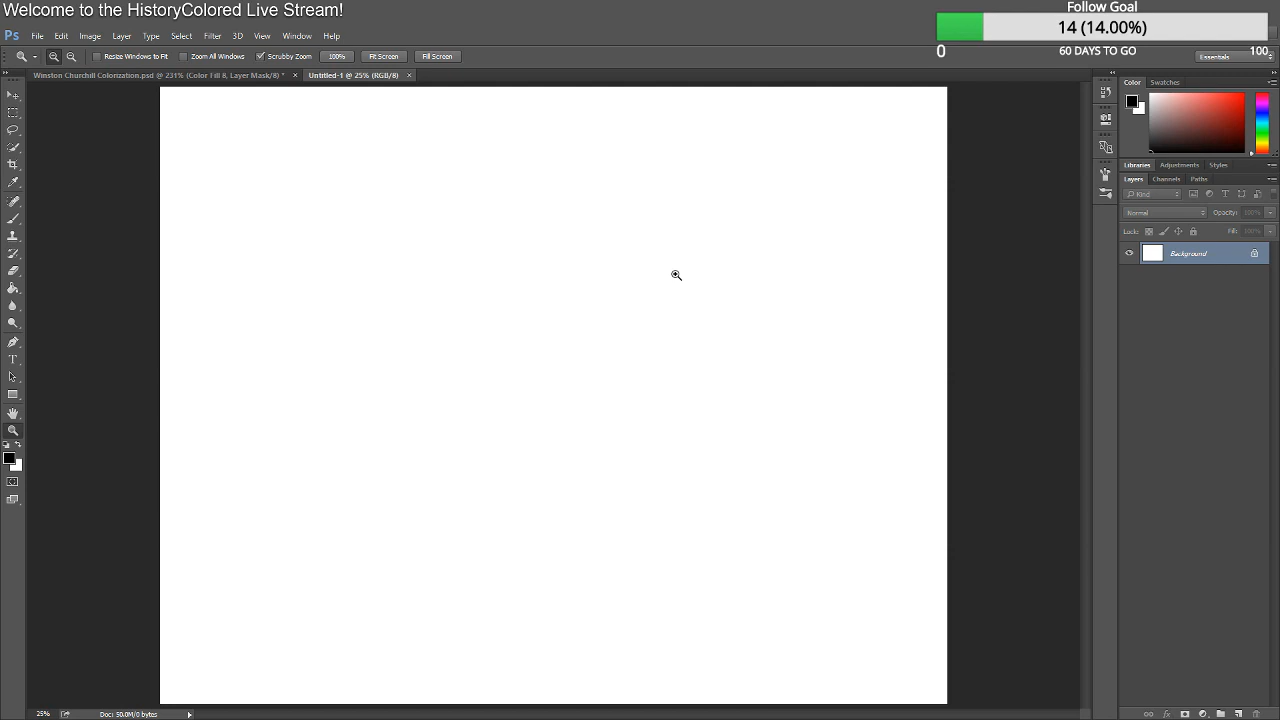 Welcome to the HistoryColored Live Stream!
Follow Goal
14 (14.00%)
0
60 DAYS TO GO
100
Ps
File Edit Image Layer Type Select Filter 3D View Window Help
Resize Windows to Fit
Zoom All Windows
Scrubby Zoom
100%
Fit Screen
Fill Screen
Essentials
Winston Churchill Colorization.psd @ 231% (Color Fill 8, Layer Mask/8) *
Untitled-1 @ 25% (RGB/8)
Color Swatches
Libraries Adjustments Styles
Layers Channels Paths
Kind
Normal
Opacity: 100%
Lock:
Fill: 100%
Background
25%
Doc: 50.0M/0 bytes